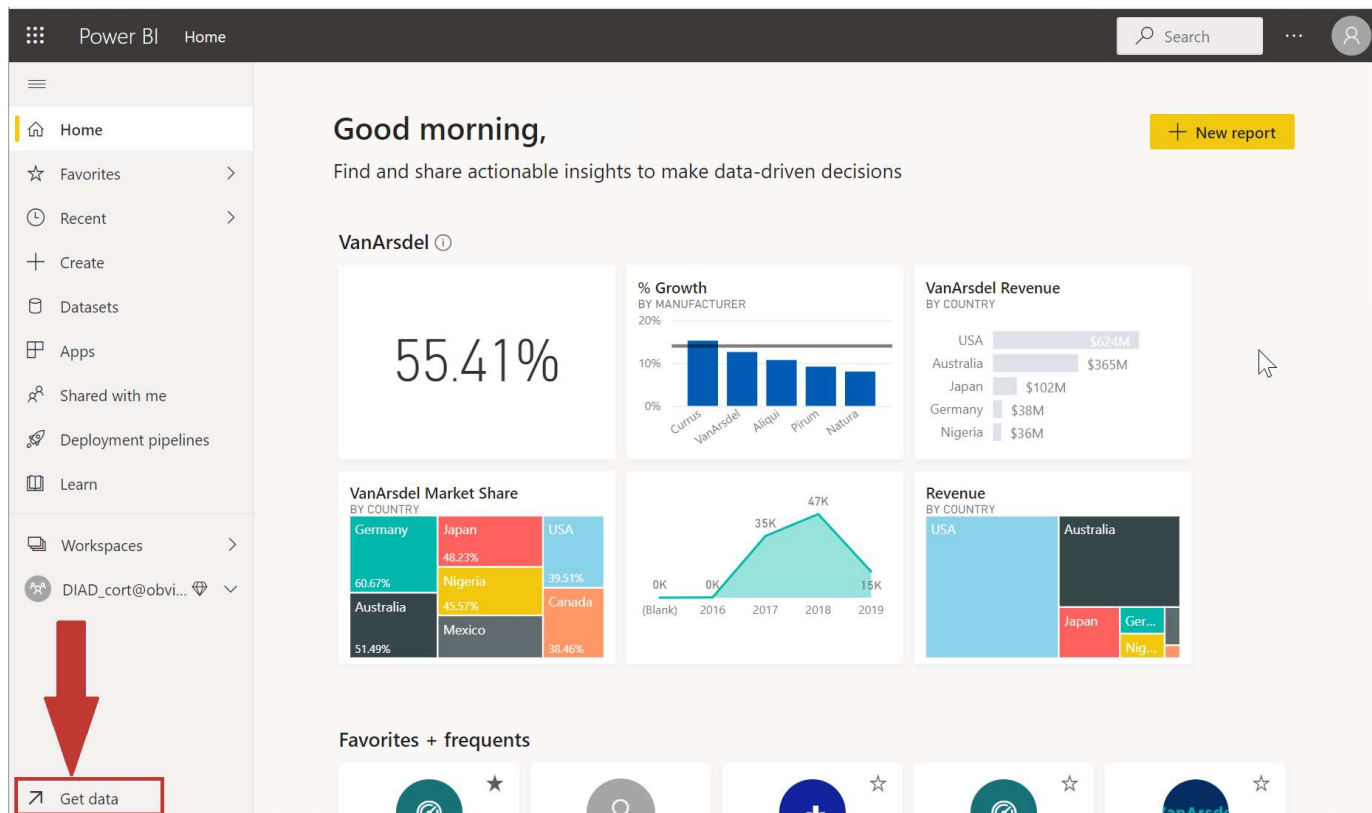 Power BI Home
Search
Home
Favorites
Recent
Create
Datasets
Apps
Shared with me
Deployment pipelines
Learn
Workspaces
DIAD_cort@obvi...
Get data
Good morning,
New report
Find and share actionable insights to make data-driven decisions
VanArsdel
55.41%
% Growth
BY MANUFACTURER
20%
10%
0%
Currus
VanArsdel
Aliqui
Pirum
Natura
VanArsdel Revenue
BY COUNTRY
USA $624M
Australia $365M
Japan $102M
Germany $38M
Nigeria $36M
VanArsdel Market Share
BY COUNTRY
Germany
60.67%
Australia
51.49%
Japan
48.23%
Nigeria
45.57%
Mexico
USA
39.51%
Canada
38.46%
47K
35K
0K 0K 15K
(Blank) 2016 2017 2018 2019
Revenue
BY COUNTRY
USA
Australia
Japan
Ger...
Nig...
Favorites + frequents